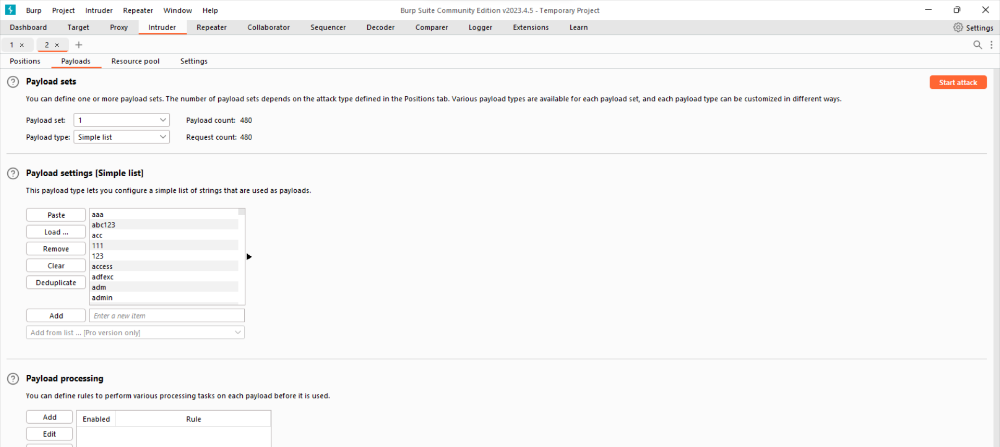 Burp Project Intruder Repeater Window Help
Burp Suite Community Edition v2023.4.5 - Temporary Project
Dashboard Target Proxy Intruder Repeater Collaborator Sequencer Decoder Comparer Logger Extensions Learn Settings
1 × 2 × +
Positions Payloads Resource pool Settings
? Payload sets
Start attack
You can define one or more payload sets. The number of payload sets depends on the attack type defined in the Positions tab. Various payload types are available for each payload set, and each payload type can be customized in different ways.
Payload set: 1 Payload count: 480
Payload type: Simple list Request count: 480
? Payload settings [Simple list]
This payload type lets you configure a simple list of strings that are used as payloads.
Paste
Load ...
Remove
Clear
Deduplicate
aaa
abc123
acc
111
123
access
adfexc
adm
admin
Add Enter a new item
Add from list ... [Pro version only]
? Payload processing
You can define rules to perform various processing tasks on each payload before it is used.
Add
Edit
Enabled Rule